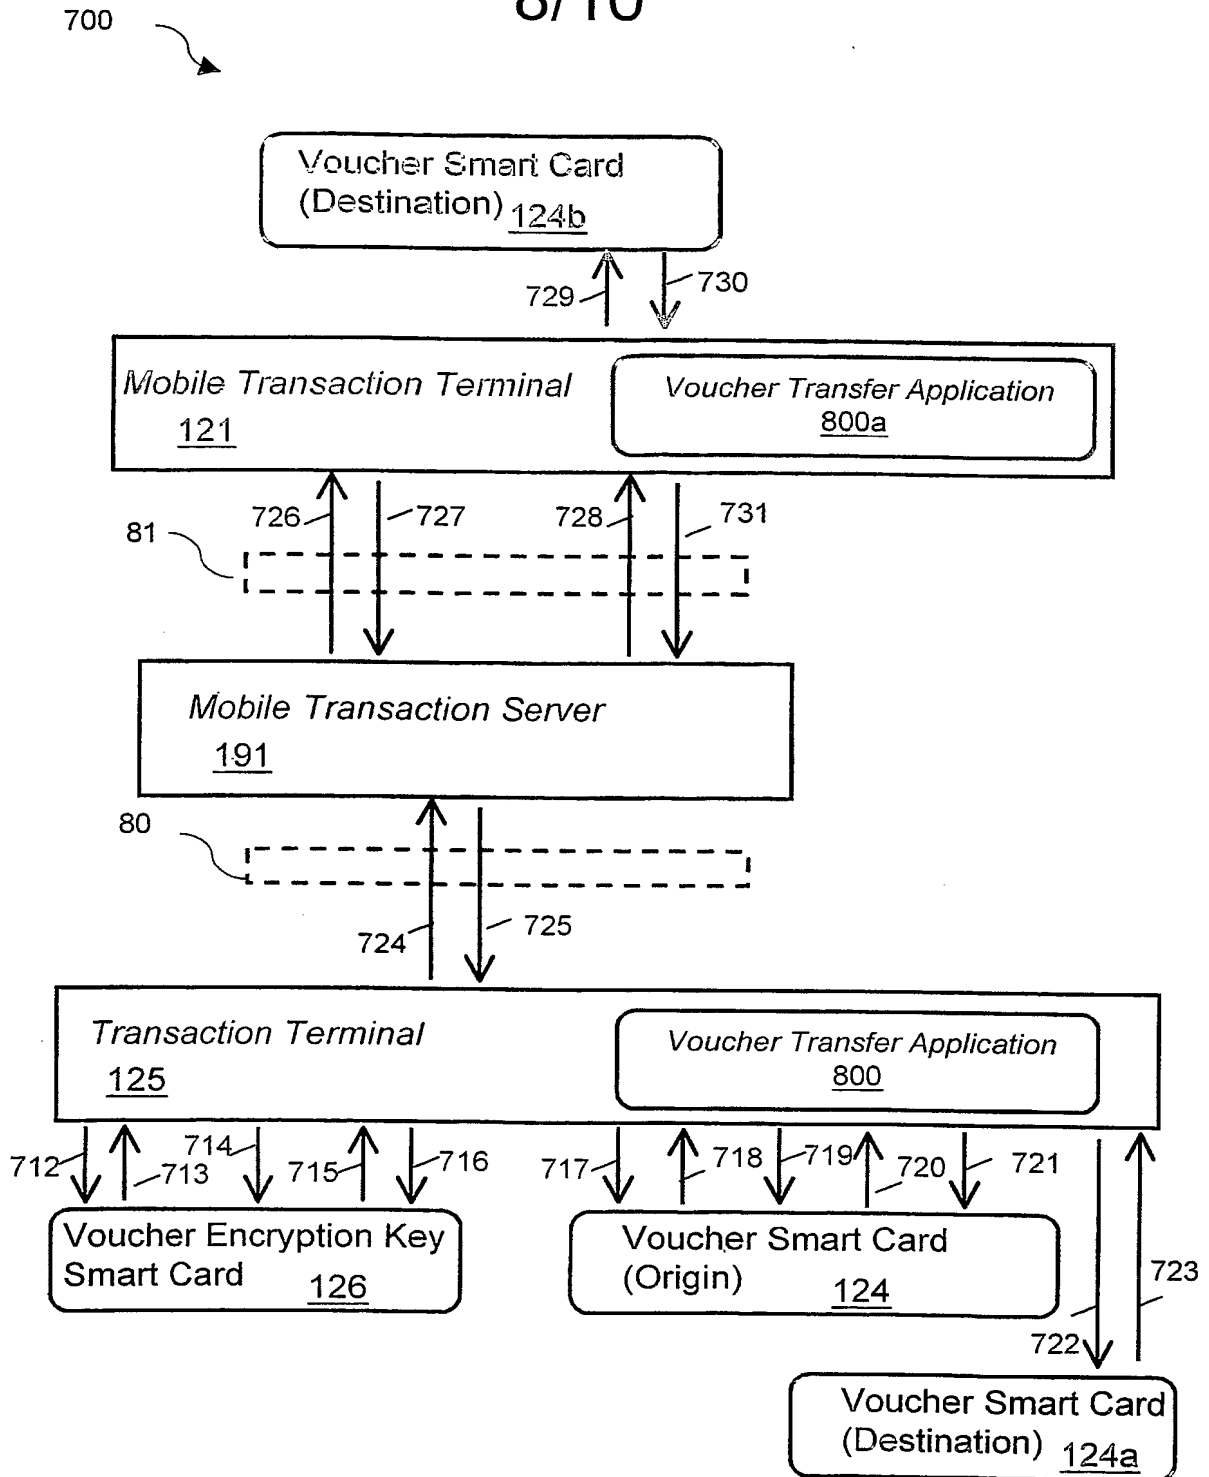 8/10
700
Voucher Smart Card
(Destination) 124b
729
730
Mobile Transaction Terminal
121
Voucher Transfer Application
800a
726
727
728
731
81
Mobile Transaction Server
191
80
724
725
Transaction Terminal
125
Voucher Transfer Application
800
712
713
714
715
716
717
718
719
720
721
Voucher Encryption Key
Smart Card 126
Voucher Smart Card
(Origin) 124
722
723
Voucher Smart Card
(Destination) 124a